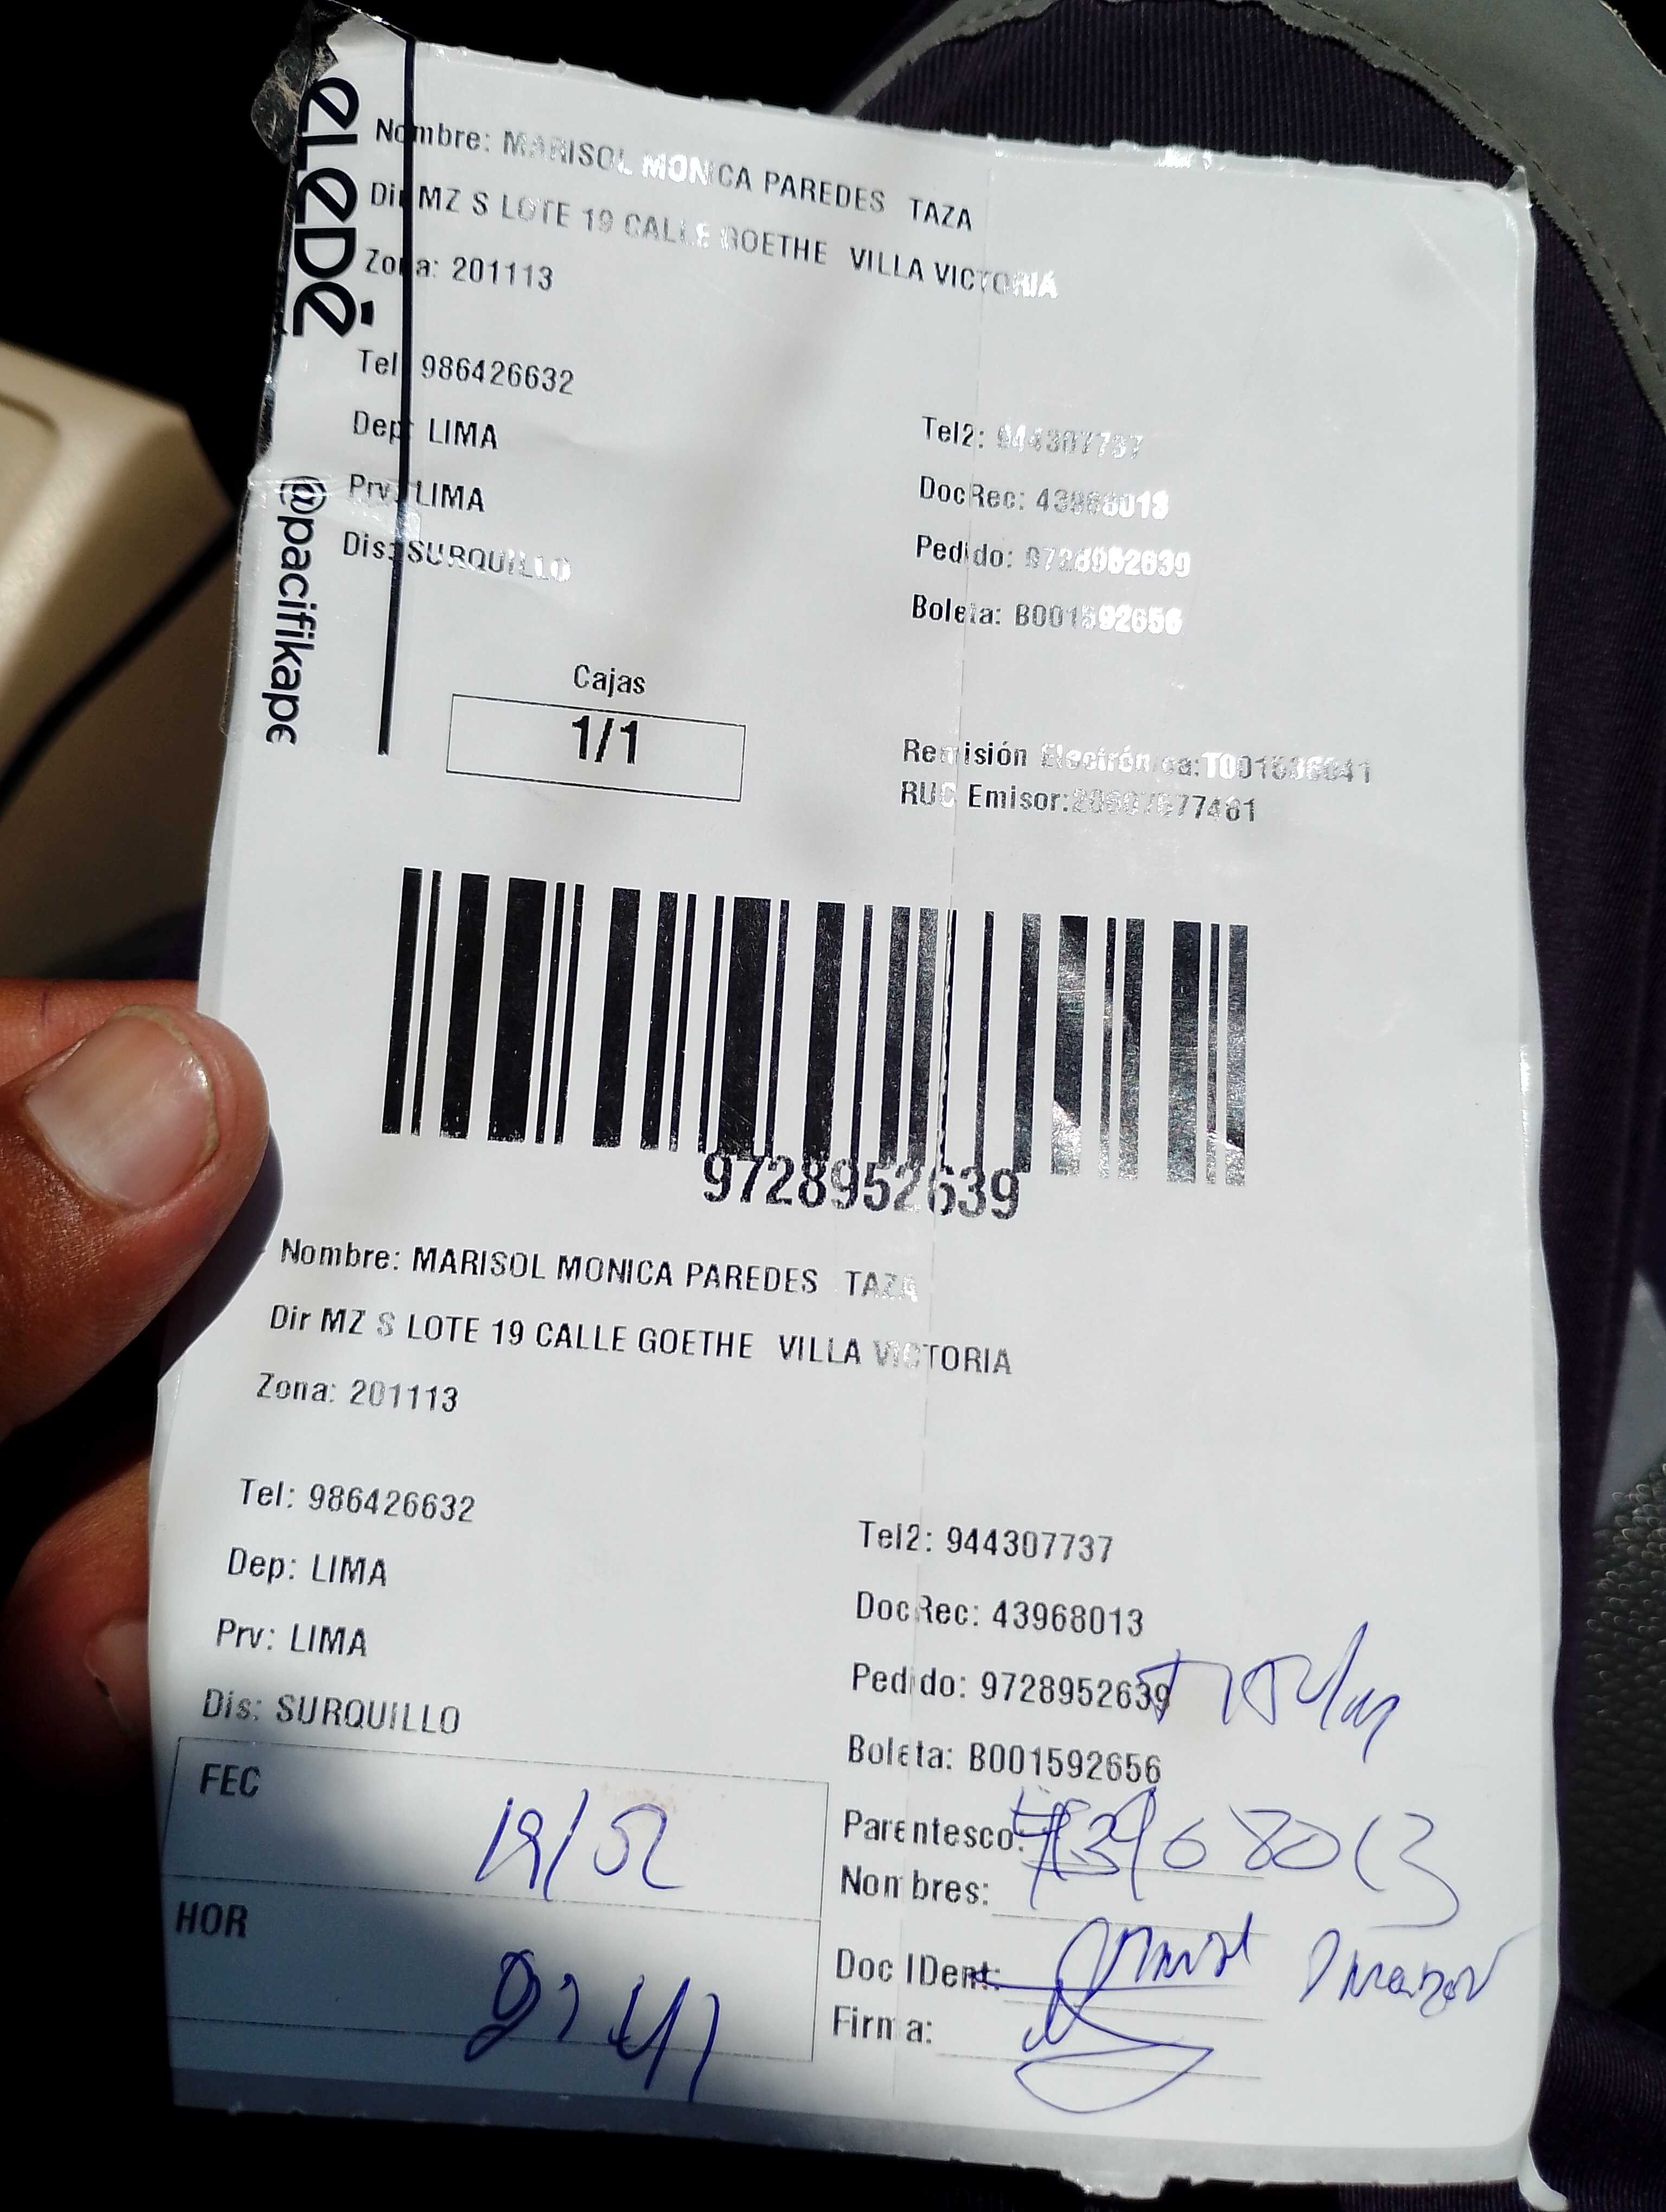 eLeDé
@pacifikape
Nombre: MARISOL MONICA PAREDES TAZA
Dir MZ S LOTE 19 CALLE GOETHE VILLA VICTORIA
Zona: 201113
Tel: 986426632
Dep: LIMA
Prv: LIMA
Dis: SURQUILLO
Tel2: 944307737
DocRec: 43968013
Pedido: 9728952639
Boleta: B001592656
Cajas
1/1
Remisión Electrónica:
RUC Emisor:
9728952639
Nombre: MARISOL MONICA PAREDES TAZA
Dir MZ S LOTE 19 CALLE GOETHE VILLA VICTORIA
Zona: 201113
Tel: 986426632
Dep: LIMA
Prv: LIMA
Dis: SURQUILLO
Tel2: 944307737
DocRec: 43968013
Pedido: 9728952639
Boleta: B001592656
FEC
HOR
Parentesco: 43968013
Nombres:
Doc IDent:
Firma: